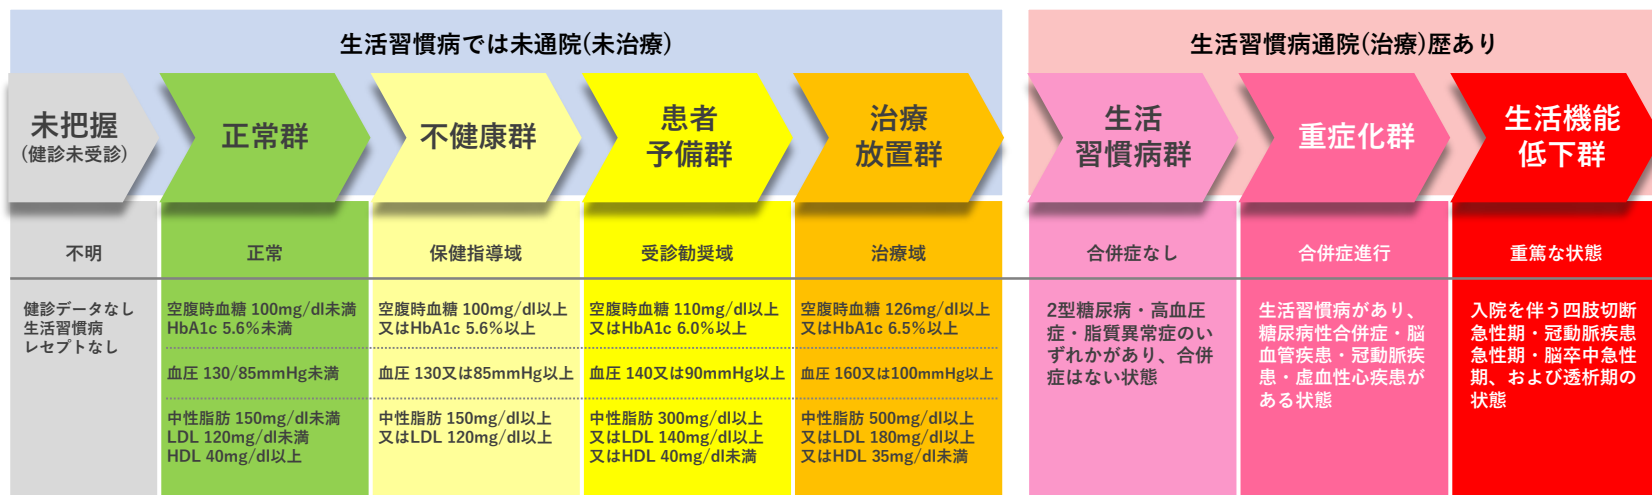 生活習慣病では未通院(未治療)
生活習慣病通院(治療)歴あり
未把握
(健診未受診)
正常群
不健康群
患者
予備群
治療
放置群
生活
習慣病群
重症化群
生活機能
低下群
不明
正常
保健指導域
受診勧奨域
治療域
合併症なし
合併症進行
重篤な状態
健診データなし
生活習慣病
レセプトなし
空腹時血糖 100mg/dl未満
HbA1c 5.6%未満
血圧 130/85mmHg未満
中性脂肪 150mg/dl未満
LDL 120mg/dl未満
HDL 40mg/dl以上
空腹時血糖 100mg/dl以上
又はHbA1c 5.6%以上
血圧 130又は85mmHg以上
中性脂肪 150mg/dl以上
又はLDL 120mg/dl以上
空腹時血糖 110mg/dl以上
又はHbA1c 6.0%以上
血圧 140又は90mmHg以上
中性脂肪 300mg/dl以上
又はLDL 140mg/dl以上
又はHDL 40mg/dl未満
空腹時血糖 126mg/dl以上
又はHbA1c 6.5%以上
血圧 160又は100mmHg以上
中性脂肪 500mg/dl以上
又はLDL 180mg/dl以上
又はHDL 35mg/dl未満
2型糖尿病・高血圧
症・脂質異常症のい
ずれかがあり、合併
症はない状態
生活習慣病があり、
糖尿病性合併症・脳
血管疾患・冠動脈疾
患・虚血性心疾患が
ある状態
入院を伴う四肢切断
急性期・冠動脈疾患
急性期・脳卒中急性
期、および透析期の
状態